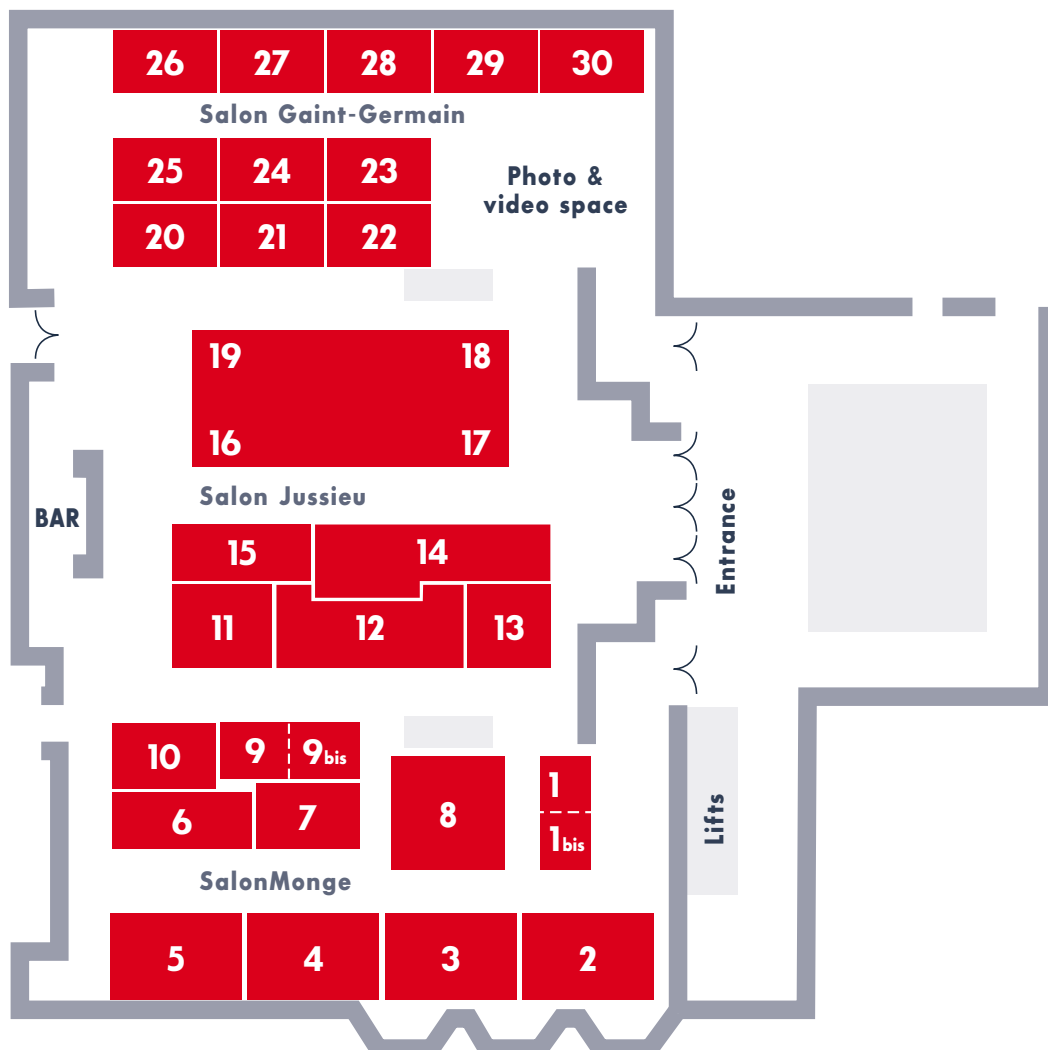 26 27 28 29 30
Salon Gaint-Germain
25 24 23
Photo &
video space
20 21 22
19 18
16 17
Salon Jussieu
BAR
Entrance
15 14
11 12 13
10 9 9bis
6 7 8
1
1bis
Lifts
SalonMonge
5 4 3 2